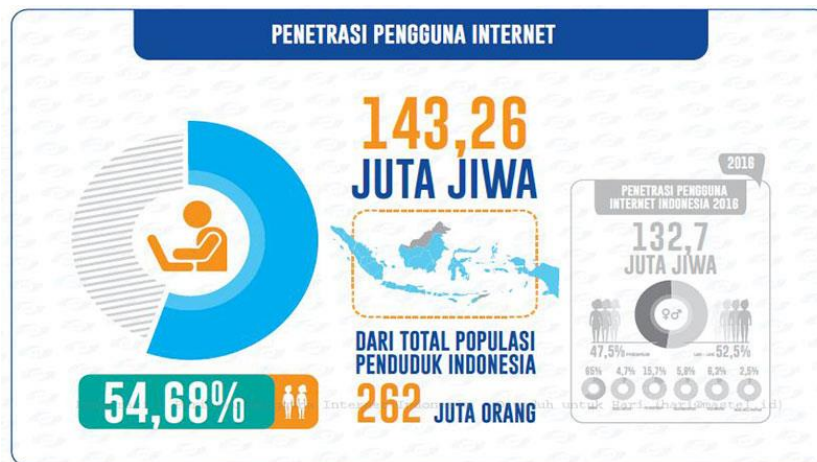 PENETRASI PENGGUNA INTERNET
143,26
JUTA JIWA
DARI TOTAL POPULASI
PENDUDUK INDONESIA
262 JUTA ORANG
54,68%
2016
PENETRASI PENGGUNA
INTERNET INDONESIA 2016
132,7
JUTA JIWA
47,5% 52,5%
65% 4,7% 15,7% 5,8% 6,3% 2,5%